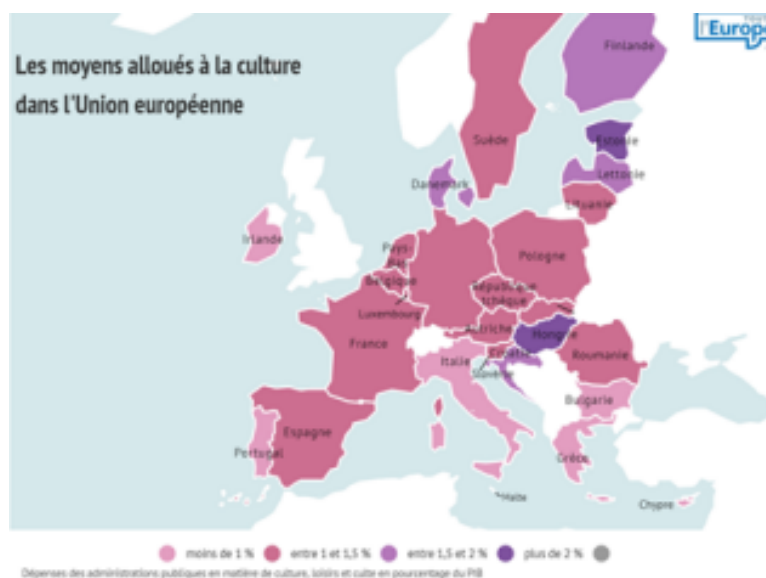 l'Europe
Les moyens alloués à la culture
dans l'Union européenne
Finlande
Suède
Estonie
Lettonie
Danemark
Lituanie
Irlande
Pays-
Bas
Pologne
Belgique
République
tchèque
Luxembourg
Autriche
Hongrie
France
Italie
Croatie
Roumanie
Slovénie
Bulgarie
Espagne
Portugal
Grèce
Malte
Chypre
moins de 1 %
entre 1 et 1,5 %
entre 1,5 et 2 %
plus de 2 %
Dépenses des administrations publiques en matière de culture, loisirs et culte en pourcentage du PIB